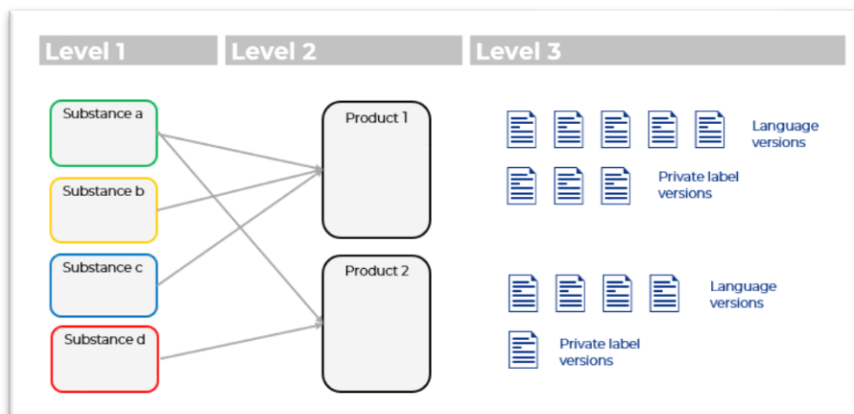 Level 1
Level 2
Level 3
Substance a
Substance b
Substance c
Substance d
Product 1
Product 2
Language
versions
Private label
versions
Language
versions
Private label
versions